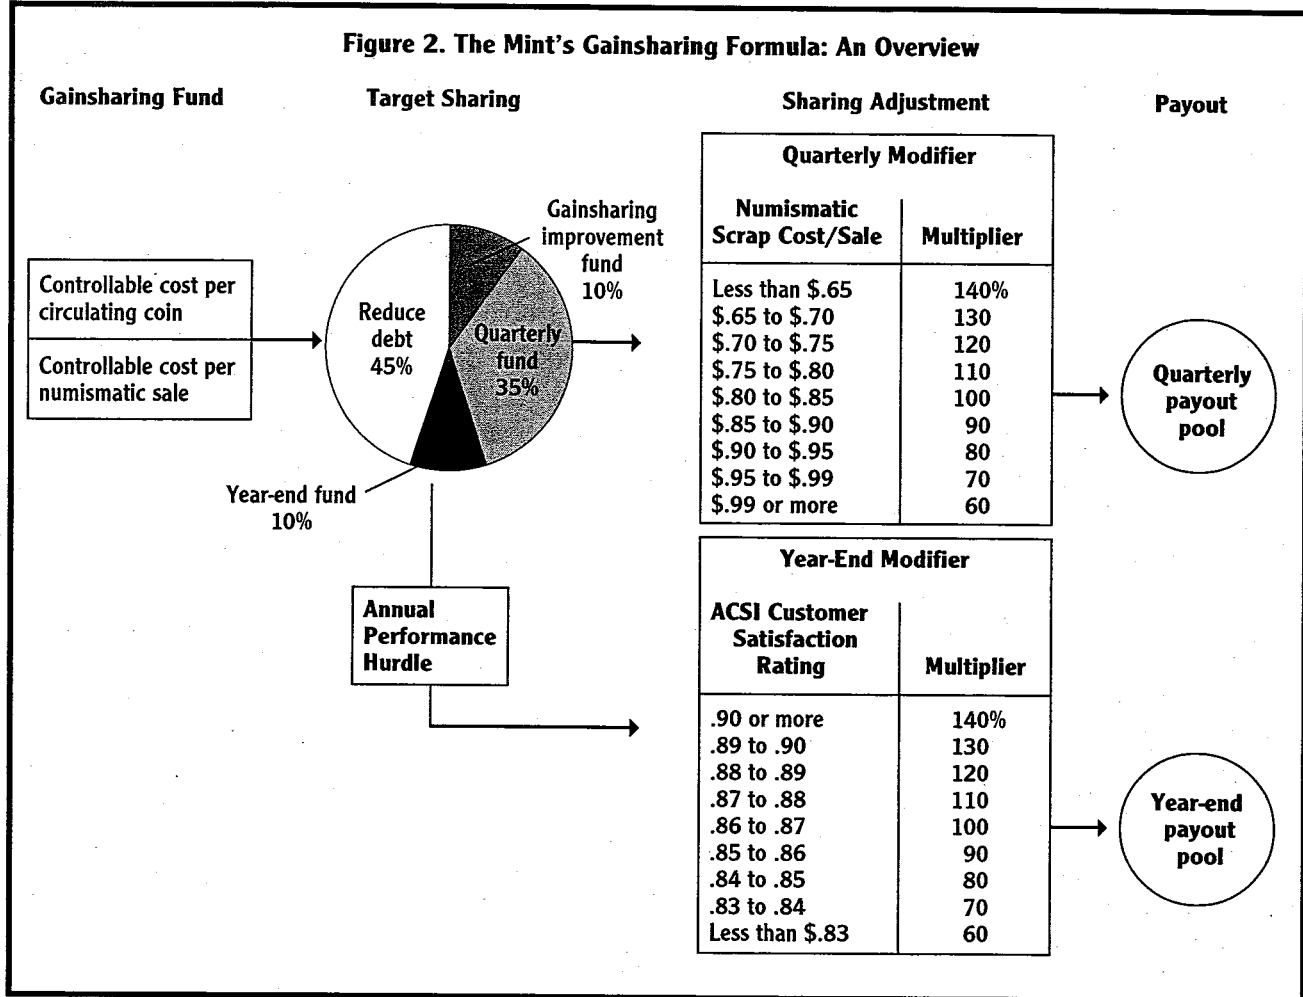 Figure 2. The Mint's Gainsharing Formula: An Overview
Gainsharing Fund
Target Sharing
Sharing Adjustment
Payout
Controllable cost per
circulating coin
Controllable cost per
numismatic sale
Reduce
debt
45%
Gainsharing
improvement
fund
10%
Quarterly
fund
35%
Year-end fund
10%
Annual
Performance
Hurdle
Quarterly Modifier
Numismatic
Scrap Cost/Sale Multiplier
Less than $.65 140%
$.65 to $.70 130
$.70 to $.75 120
$.75 to $.80 110
$.80 to $.85 100
$.85 to $.90 90
$.90 to $.95 80
$.95 to $.99 70
$.99 or more 60
Quarterly
payout
pool
Year-End Modifier
ACSI Customer
Satisfaction
Rating Multiplier
.90 or more 140%
.89 to .90 130
.88 to .89 120
.87 to .88 110
.86 to .87 100
.85 to .86 90
.84 to .85 80
.83 to .84 70
Less than $.83 60
Year-end
payout
pool